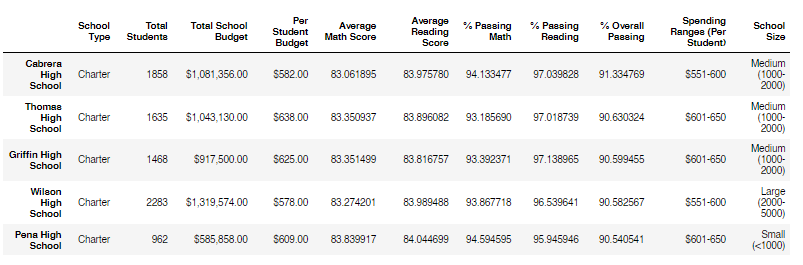 School Type Total Students Total School Budget Per Student Budget Average Math Score Average Reading Score % Passing Math % Passing Reading % Overall Passing Spending Ranges (Per Student) School Size
Cabrera High School Charter 1858 $1,081,356.00 $582.00 83.061895 83.975780 94.133477 97.039828 91.334769 $551-600 Medium (1000-2000)
Thomas High School Charter 1635 $1,043,130.00 $638.00 83.350937 83.896082 93.185690 97.018739 90.630324 $601-650 Medium (1000-2000)
Griffin High School Charter 1468 $917,500.00 $625.00 83.351499 83.816757 93.392371 97.138965 90.599455 $601-650 Medium (1000-2000)
Wilson High School Charter 2283 $1,319,574.00 $578.00 83.274201 83.989488 93.867718 96.539641 90.582567 $551-600 Large (2000-5000)
Pena High School Charter 962 $585,858.00 $609.00 83.839917 84.044699 94.594595 95.945946 90.540541 $601-650 Small (<1000)